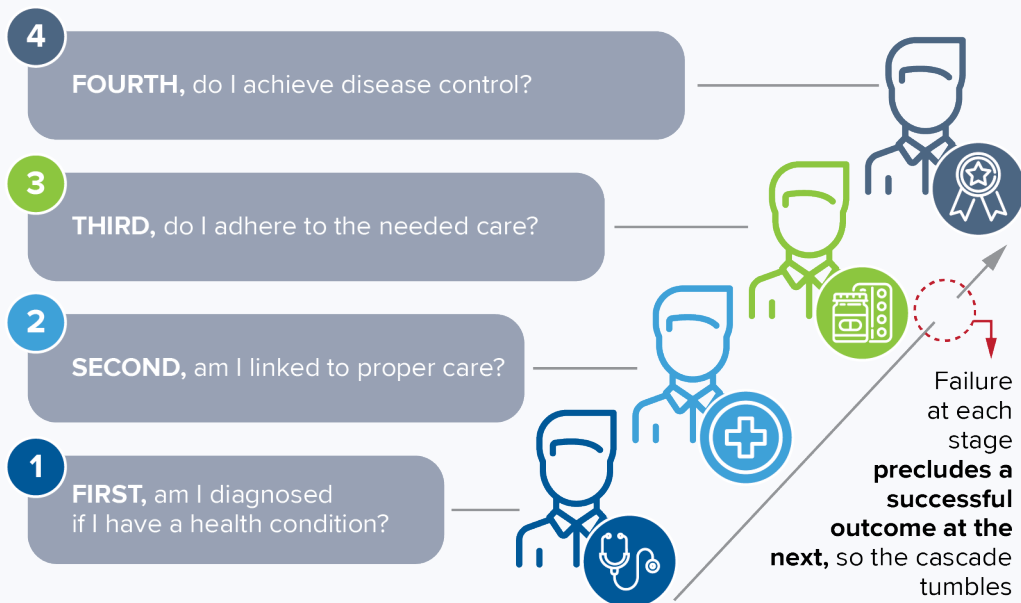 4
FOURTH, do I achieve disease control?
3
THIRD, do I adhere to the needed care?
2
SECOND, am I linked to proper care?
1
FIRST, am I diagnosed
if I have a health condition?
Failure
at each
stage
precludes a
successful
outcome at the
next, so the cascade
tumbles